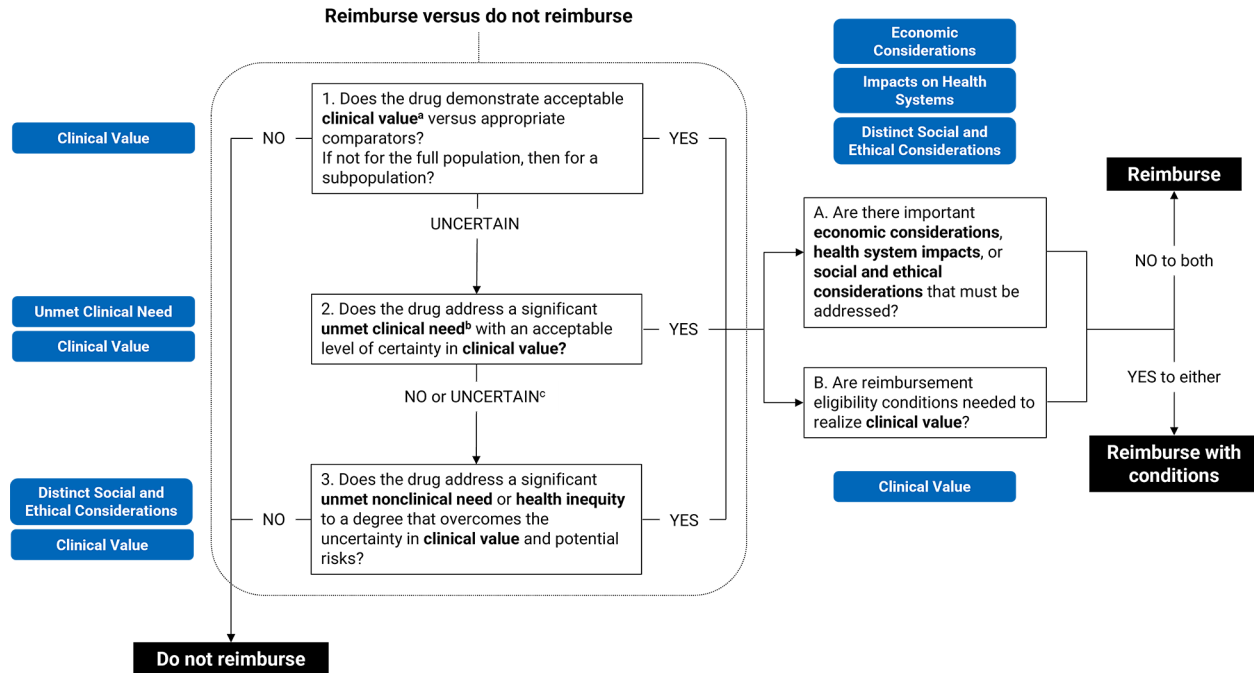 Reimburse versus do not reimburse
Clinical Value
NO
1. Does the drug demonstrate acceptable
clinical valueᵃ versus appropriate
comparators?
If not for the full population, then for a
subpopulation?
YES
UNCERTAIN
Unmet Clinical Need
Clinical Value
2. Does the drug address a significant
unmet clinical needᵇ with an acceptable
level of certainty in clinical value?
YES
NO or UNCERTAINᶜ
Distinct Social and
Ethical Considerations
Clinical Value
NO
3. Does the drug address a significant
unmet nonclinical need or health inequity
to a degree that overcomes the
uncertainty in clinical value and potential
risks?
YES
Do not reimburse
Economic
Considerations
Impacts on Health
Systems
Distinct Social and
Ethical Considerations
A. Are there important
economic considerations,
health system impacts, or
social and ethical
considerations that must be
addressed?
B. Are reimbursement
eligibility conditions needed to
realize clinical value?
Clinical Value
Reimburse
NO to both
YES to either
Reimburse with
conditions